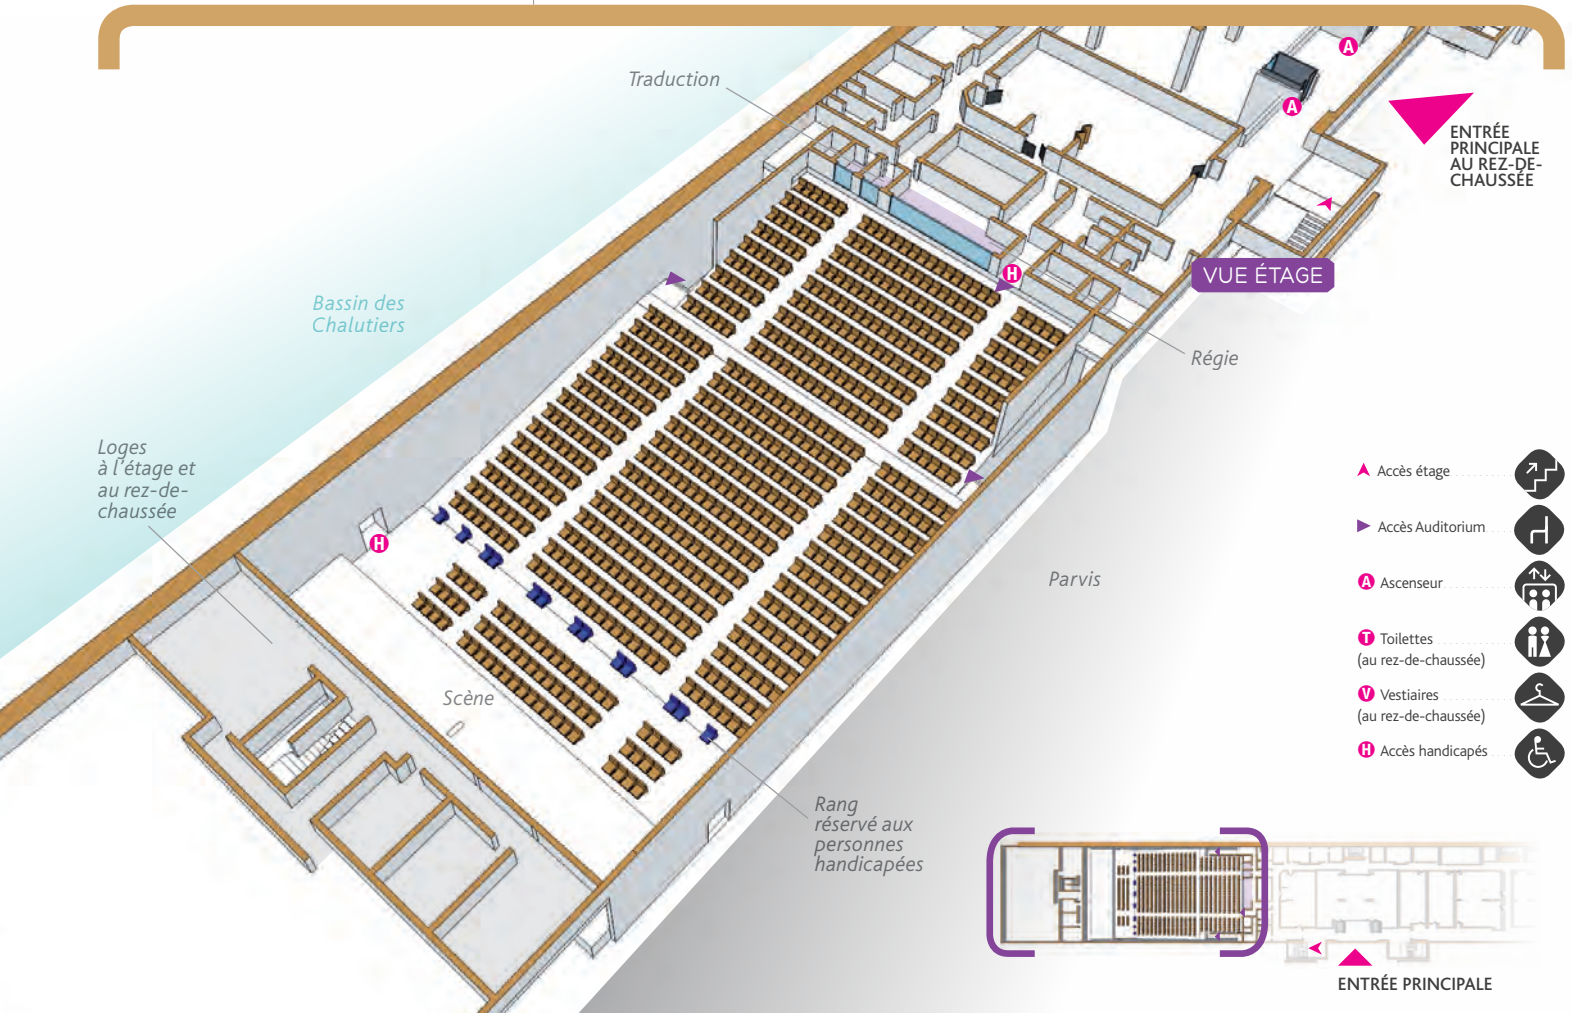 Traduction
A
A
ENTRÉE
PRINCIPALE
AU REZ-DE-
CHAUSSÉE
H
VUE ÉTAGE
Bassin des
Chalutiers
Régie
Loges
à l'étage et
au rez-de-
chaussée
H
Parvis
Scène
Rang
réservé aux
personnes
handicapées
Accès étage
Accès Auditorium
A Ascenseur
T Toilettes
(au rez-de-chaussée)
V Vestiaires
(au rez-de-chaussée)
H Accès handicapés
ENTRÉE PRINCIPALE